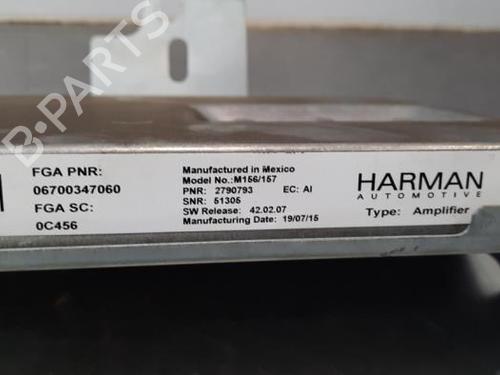 B-PARTS
FGA PNR:
06700347060
FGA SC:
0C456
Manufactured in Mexico
Model No.:M156/157
PNR: 2790793 EC: AI
SNR: 51305
SW Release: 42.02.07
Manufacturing Date: 19/07/15
HARMAN
AUTOMOTIVE
Type: Amplifier